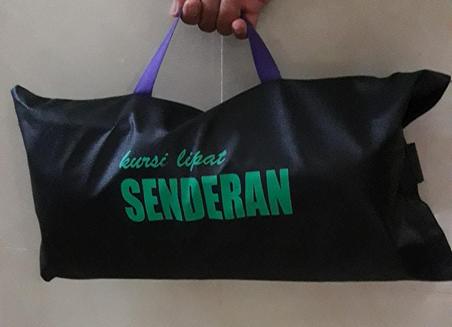 kursi lipat
SENDERAN